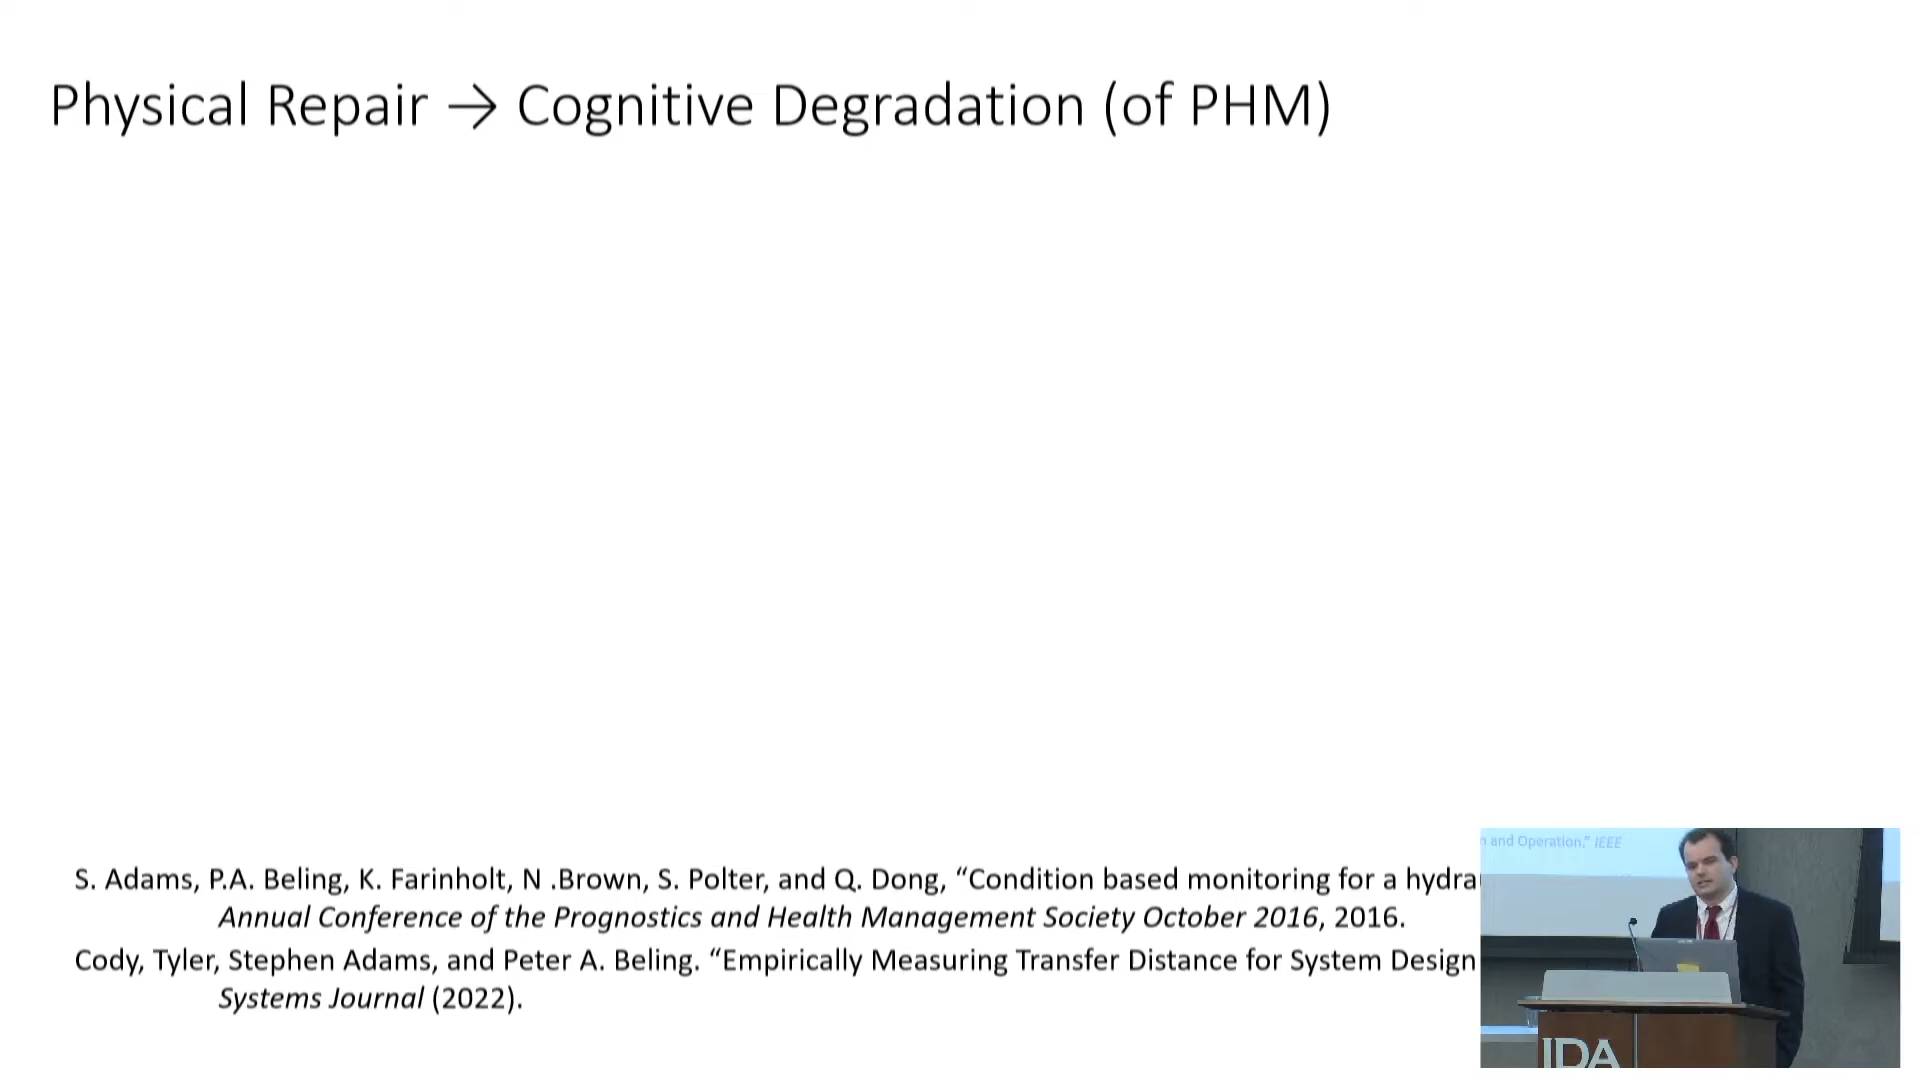 Physical Repair → Cognitive Degradation (of PHM)
S. Adams, P.A. Beling, K. Farinholt, N .Brown, S. Polter, and Q. Dong, “Condition based monitoring for a
Annual Conference of the Prognostics and Health Management Society October 2016, 2016.
Cody, Tyler, Stephen Adams, and Peter A. Beling. “Empirically Measuring Transfer Distance for System Design
Systems Journal (2022).
and Operation.” IEEE
IDA